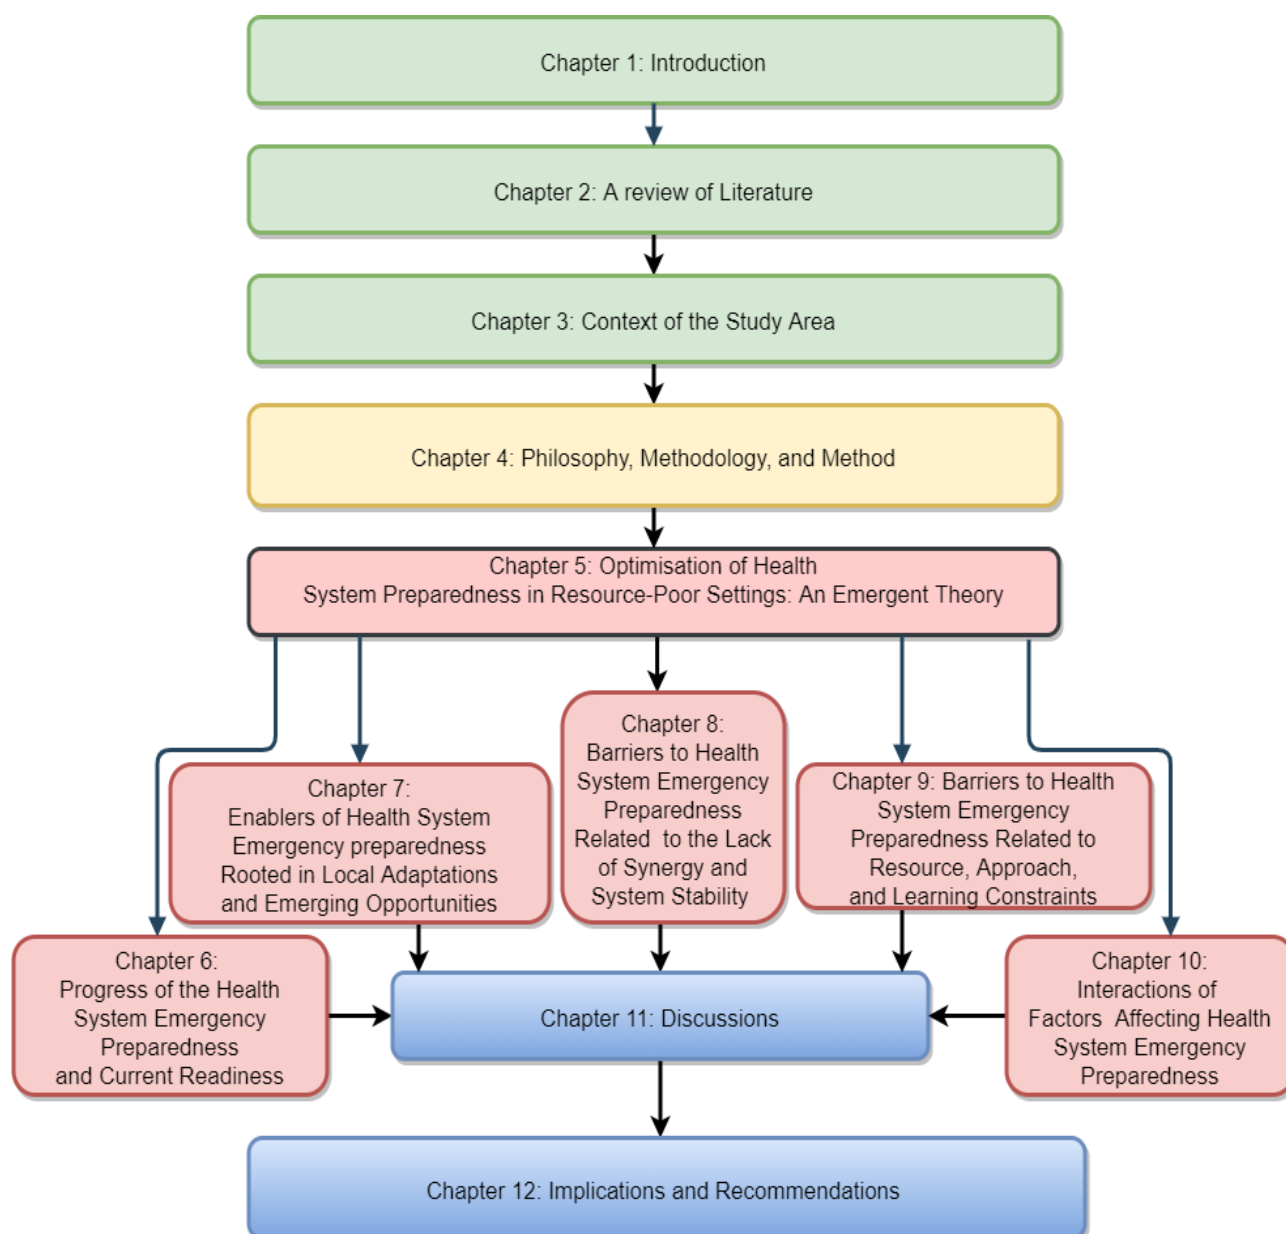 Chapter 1: Introduction
Chapter 2: A review of Literature
Chapter 3: Context of the Study Area
Chapter 4: Philosophy, Methodology, and Method
Chapter 5: Optimisation of Health
System Preparedness in Resource-Poor Settings: An Emergent Theory
Chapter 6:
Progress of the Health
System Emergency
Preparedness
and Current Readiness
Chapter 7:
Enablers of Health System
Emergency preparedness
Rooted in Local Adaptations
and Emerging Opportunities
Chapter 8:
Barriers to Health
System Emergency
Preparedness
Related to the Lack
of Synergy and
System Stability
Chapter 9: Barriers to Health
System Emergency
Preparedness Related to
Resource, Approach,
and Learning Constraints
Chapter 10:
Interactions of
Factors Affecting Health
System Emergency
Preparedness
Chapter 11: Discussions
Chapter 12: Implications and Recommendations